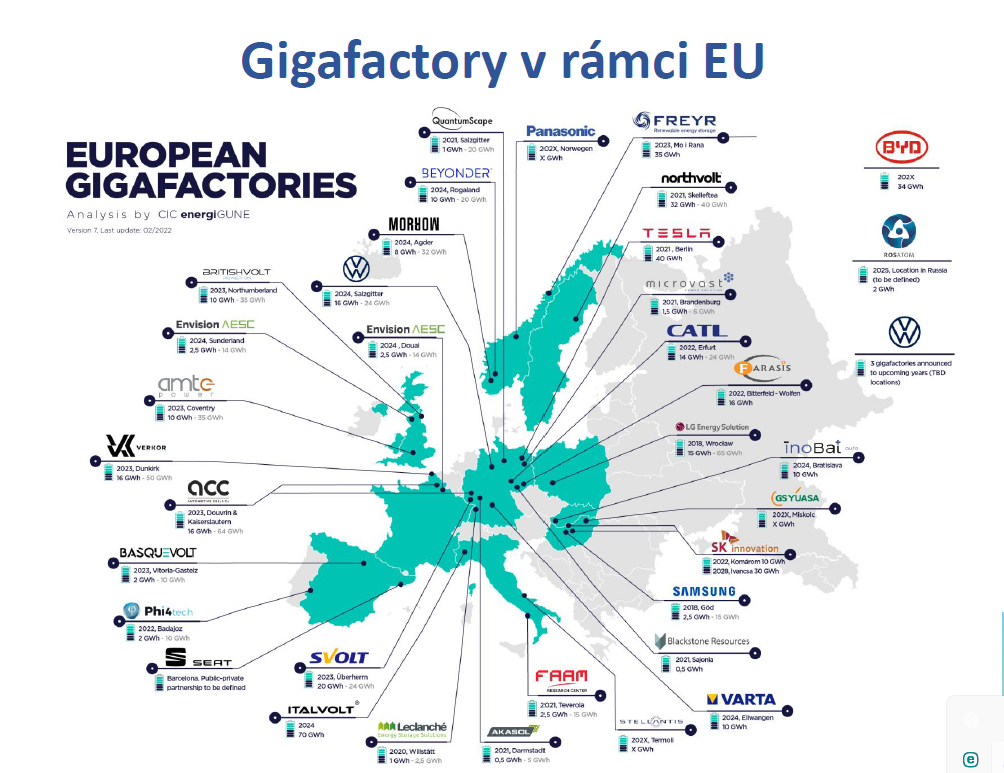 Gigafactory v rámci EU
EUROPEAN
GIGAFACTORIES
Analysis by CIC energiGUNE
Version 7, Last update: 02/2022
QuantumScape
2021, Salzgitter
1 GWh - 20 GWh
Panasonic
202X, Norwegen
X GWh
FREYR
Renewable energy storage
2023, Mo i Rana
35 GWh
BYD
202X
34 GWh
BEYONDER
2024, Rogaland
10 GWh - 20 GWh
northvolt
2021, Skelleftea
32 GWh - 40 GWh
MORROW
2024, Agder
8 GWh - 32 GWh
TESLA
2021, Berlin
40 GWh
ROSATOM
2025, Location in Russia
(to be defined)
2 GWh
BRITISHVOLT
2023, Northumberland
10 GWh - 35 GWh
2024, Salzgitter
16 GWh - 24 GWh
microvast
2021, Brandenburg
1,5 GWh - 6 GWh
Envision AESC
2024, Sunderland
2,5 GWh - 14 GWh
Envision AESC
2024 , Douai
2,5 GWh - 14 GWh
CATL
2022, Erfurt
14 GWh - 24 GWh
3 gigafactories announced
to upcoming years (TBD
locations)
amte
power
2023, Coventry
10 GWh - 35 GWh
FARASIS
2022, Bitterfeld - Wolfen
16 GWh
LG Energy Solution
2018, Wrocław
15 GWh - 65 GWh
VERKOR
2023, Dunkirk
16 GWh - 50 GWh
inoBat auto
2024, Bratislava
10 GWh
acc
2023, Douvrin &
Kaiserslautern
16 GWh - 64 GWh
GS YUASA
202X, Miskolc
X GWh
BASQUEVOLT
2023, Vitoria-Gasteiz
2 GWh - 10 GWh
SK innovation
2022, Komárom 10 GWh
2028, Ivancsa 30 GWh
Phi4tech
2022, Badajoz
2 GWh - 10 GWh
SAMSUNG
2018, Göd
2,5 GWh - 15 GWh
SEAT
Barcelona. Public-private
partnership to be defined
SVOLT
2023, Überherrn
20 GWh - 24 GWh
Blackstone Resources
2021, Sajonia
0,5 GWh
FAAM
RESEARCH CENTER
2021, Teverola
2,5 GWh - 15 GWh
VARTA
2024, Ellwangen
10 GWh
ITALVOLT
2024
70 GWh
Leclanché
Energy Storage Solutions
2020, Willstätt
1 GWh - 2,5 GWh
AKASOL
2021, Darmstadt
0,5 GWh - 5 GWh
STELLANTIS
202X, Termoli
X GWh